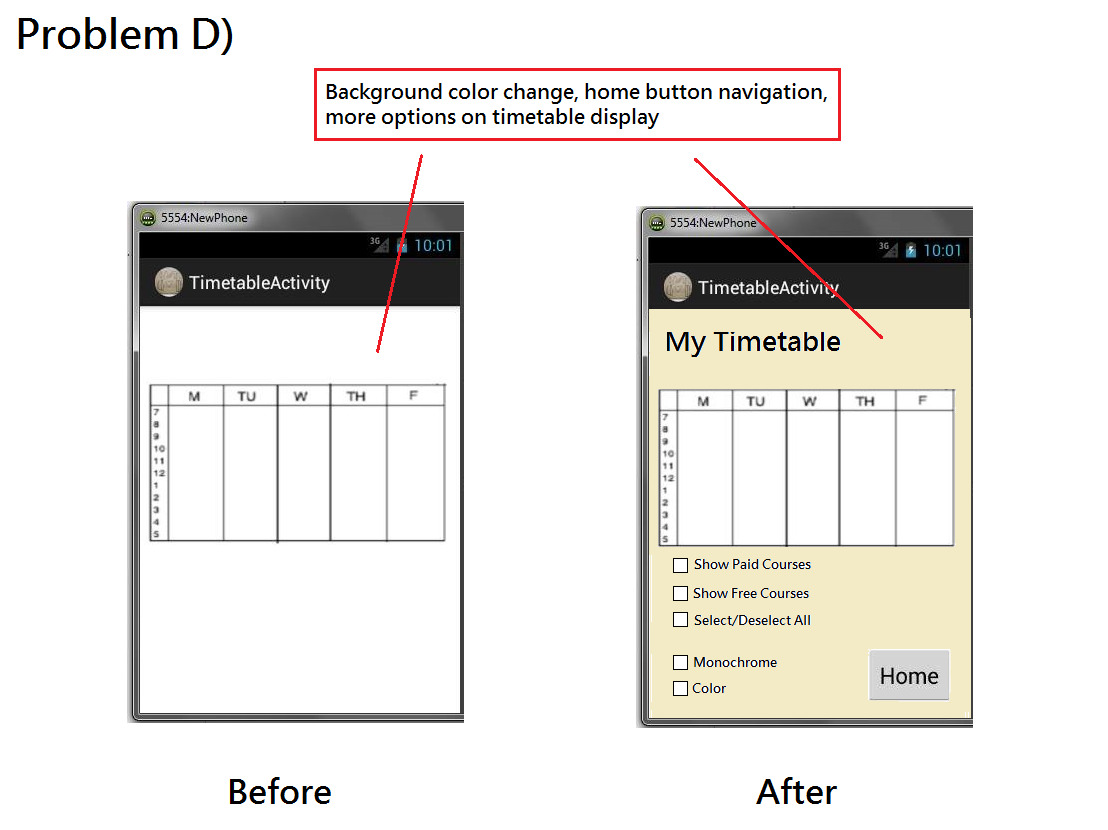 Problem D)
Background color change, home button navigation,
more options on timetable display
5554:NewPhone
3G 10:01
TimetableActivity
M TU W TH F
7
8
9
10
11
12
1
2
3
4
5
Before
5554:NewPhone
3G 10:01
TimetableActivity
My Timetable
M TU W TH F
7
8
9
10
11
12
1
2
3
4
5
Show Paid Courses
Show Free Courses
Select/Deselect All
Monochrome
Color
Home
After